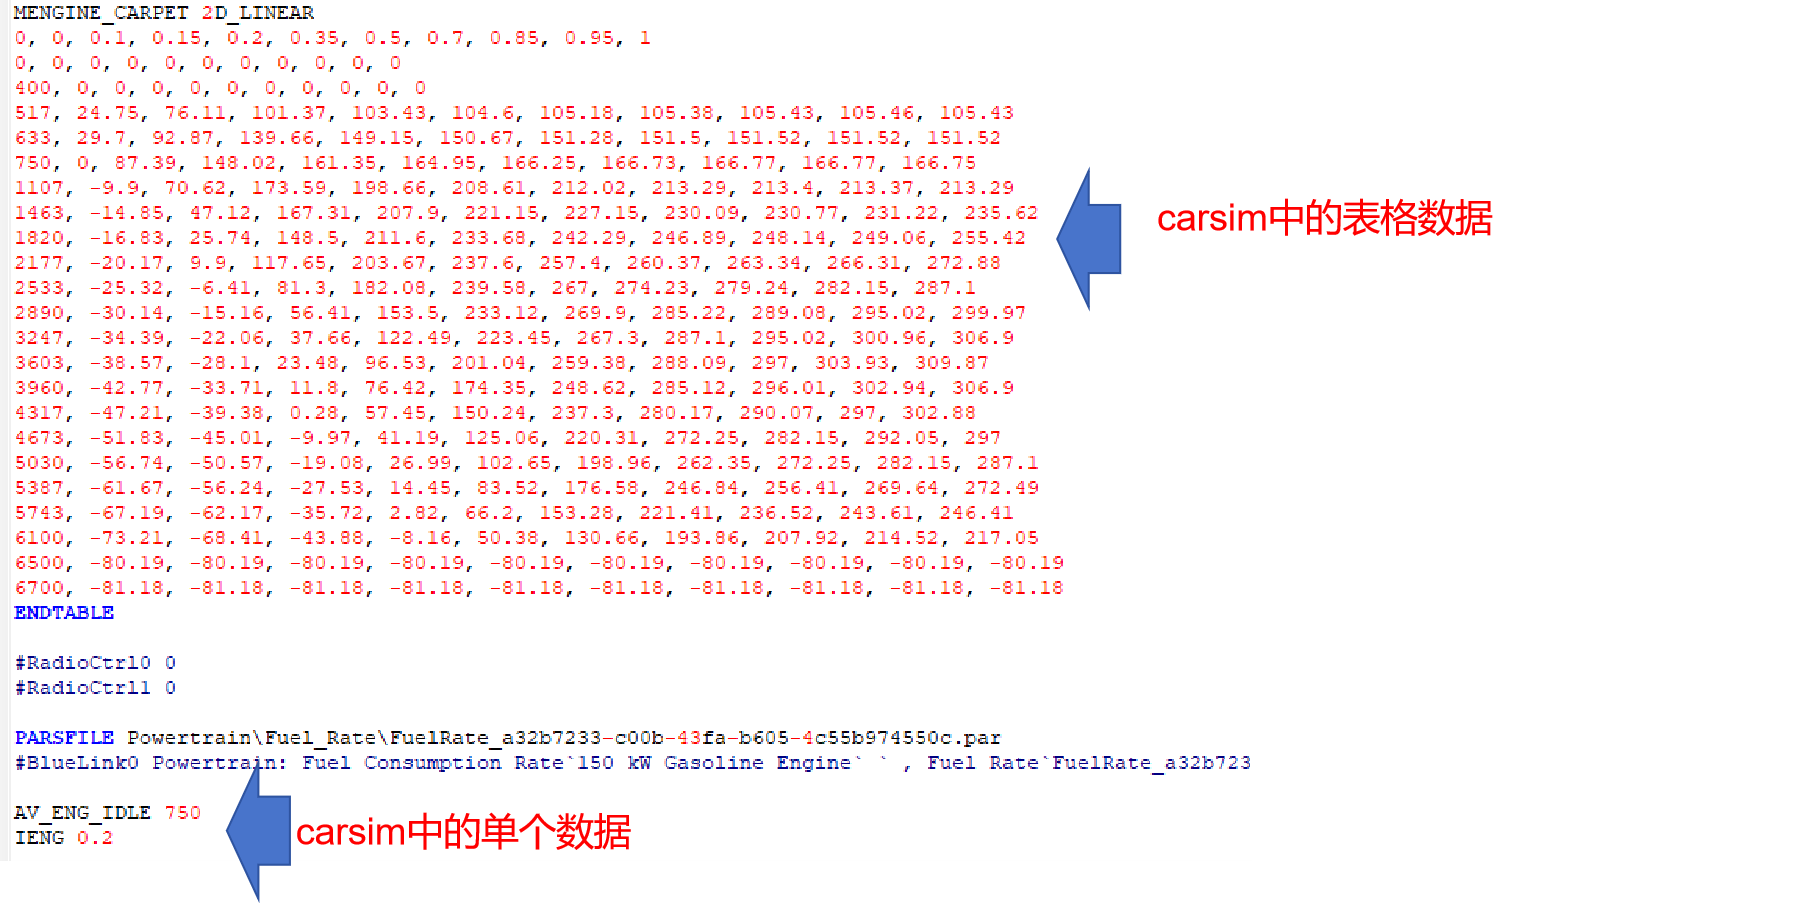 MENGINE_CARPET 2D_LINEAR
0, 0, 0.1, 0.15, 0.2, 0.35, 0.5, 0.7, 0.85, 0.95, 1
0, 0, 0, 0, 0, 0, 0, 0, 0, 0, 0
400, 0, 0, 0, 0, 0, 0, 0, 0, 0, 0
517, 24.75, 76.11, 101.37, 103.43, 104.6, 105.18, 105.38, 105.43, 105.46, 105.43
633, 29.7, 92.87, 139.66, 149.15, 150.67, 151.28, 151.5, 151.52, 151.52, 151.52
750, 0, 87.39, 148.02, 161.35, 164.95, 166.25, 166.73, 166.77, 166.77, 166.75
1107, -9.9, 70.62, 173.59, 198.66, 208.61, 212.02, 213.29, 213.4, 213.37, 213.29
1463, -14.85, 47.12, 167.31, 207.9, 221.15, 227.15, 230.09, 230.77, 231.22, 235.62
carsim中的表格数据
1820, -16.83, 25.74, 148.5, 211.6, 233.68, 242.29, 246.89, 248.14, 249.06, 255.42
2177, -20.17, 9.9, 117.65, 203.67, 237.6, 257.4, 260.37, 263.34, 266.31, 272.88
2533, -25.32, -6.41, 81.3, 182.08, 239.58, 267, 274.23, 279.24, 282.15, 287.1
2890, -30.14, -15.16, 56.41, 153.5, 233.12, 269.9, 285.22, 289.08, 295.02, 299.97
3247, -34.39, -22.06, 37.66, 122.49, 223.45, 267.3, 287.1, 295.02, 300.96, 306.9
3603, -38.57, -28.1, 23.48, 96.53, 201.04, 259.38, 288.09, 297, 303.93, 309.87
3960, -42.77, -33.71, 11.8, 76.42, 174.35, 248.62, 285.12, 296.01, 302.94, 306.9
4317, -47.21, -39.38, 0.28, 57.45, 150.24, 237.3, 280.17, 290.07, 297, 302.88
4673, -51.83, -45.01, -9.97, 41.19, 125.06, 220.31, 272.25, 282.15, 292.05, 297
5030, -56.74, -50.57, -19.08, 26.99, 102.65, 198.96, 262.35, 272.25, 282.15, 287.1
5387, -61.67, -56.24, -27.53, 14.45, 83.52, 176.58, 246.84, 256.41, 269.64, 272.49
5743, -67.19, -62.17, -35.72, 2.82, 66.2, 153.28, 221.41, 236.52, 243.61, 246.41
6100, -73.21, -68.41, -43.88, -8.16, 50.38, 130.66, 193.86, 207.92, 214.52, 217.05
6500, -80.19, -80.19, -80.19, -80.19, -80.19, -80.19, -80.19, -80.19, -80.19, -80.19
6700, -81.18, -81.18, -81.18, -81.18, -81.18, -81.18, -81.18, -81.18, -81.18, -81.18
ENDTABLE
#RadioCtrl0 0
#RadioCtrl1 0
PARSFILE Powertrain\Fuel_Rate\FuelRate_a32b7233-c00b-43fa-b605-4c55b974550c.par
#BlueLink0 Powertrain: Fuel Consumption Rate`150 kW Gasoline Engine` ` , Fuel Rate`FuelRate_a32b723
AV_ENG_IDLE 750
IENG 0.2
carsim中的单个数据